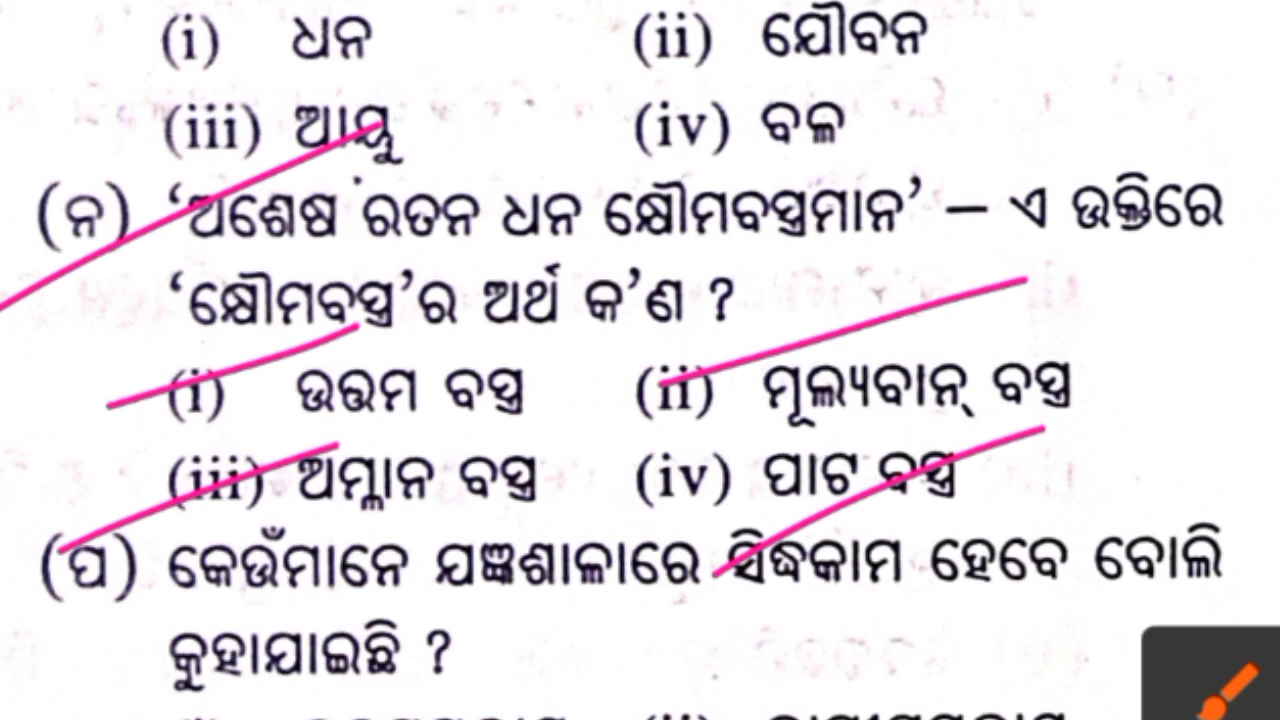 (i) ଧନ (ii) ଯୌବନ
(iii) ଆୟୁ (iv) ବଳ
(ନ) ‘ଅଶେଷ ରତନ ଧନ କ୍ଷୌମବସ୍ତ୍ରମାନ’ – ଏ ଉକ୍ତିରେ
‘କ୍ଷୌମବସ୍ତ୍ର’ର ଅର୍ଥ କ’ଣ ?
(i) ଉତ୍ତମ ବସ୍ତ୍ର (ii) ମୂଲ୍ୟବାନ୍ ବସ୍ତ୍ର
(iii) ଅମ୍ଳାନ ବସ୍ତ୍ର (iv) ପାଟ ବସ୍ତ୍ର
(ପ) କେଉଁମାନେ ଯଜ୍ଞଶାଳାରେ ସିଦ୍ଧକାମ ହେବେ ବୋଲି
କୁହାଯାଇଛି ?